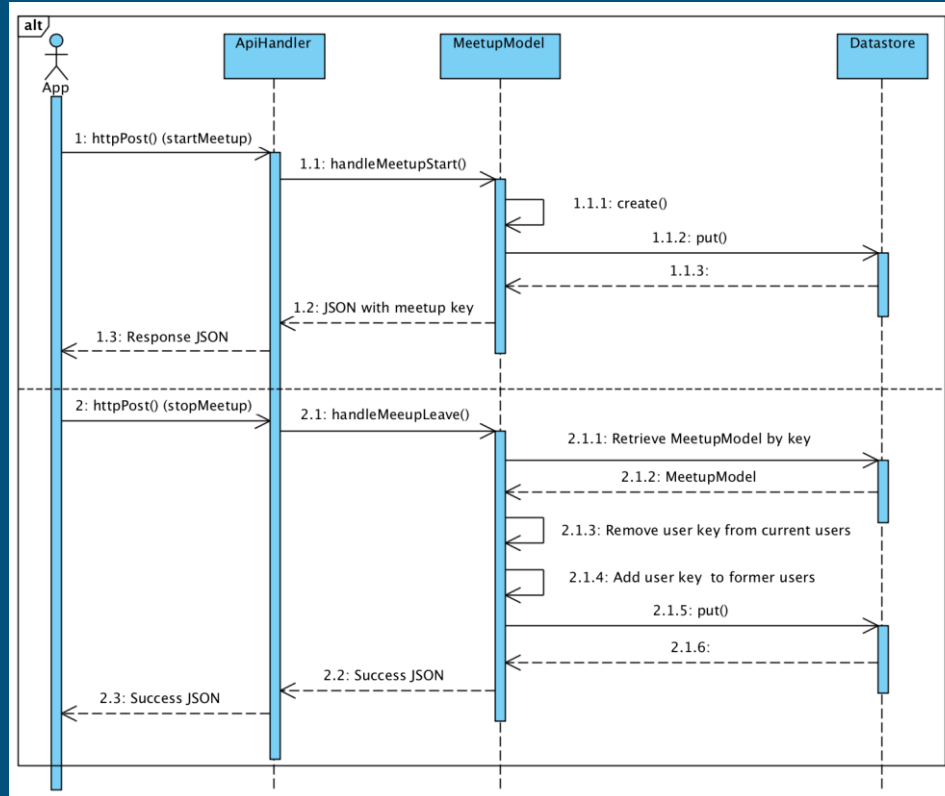 alt
App
ApiHandler
MeetupModel
Datastore
1: httpPost() (startMeetup)
1.1: handleMeetupStart()
1.1.1: create()
1.1.2: put()
1.1.3:
1.2: JSON with meetup key
1.3: Response JSON
2: httpPost() (stopMeetup)
2.1: handleMeeupLeave()
2.1.1: Retrieve MeetupModel by key
2.1.2: MeetupModel
2.1.3: Remove user key from current users
2.1.4: Add user key to former users
2.1.5: put()
2.1.6:
2.2: Success JSON
2.3: Success JSON